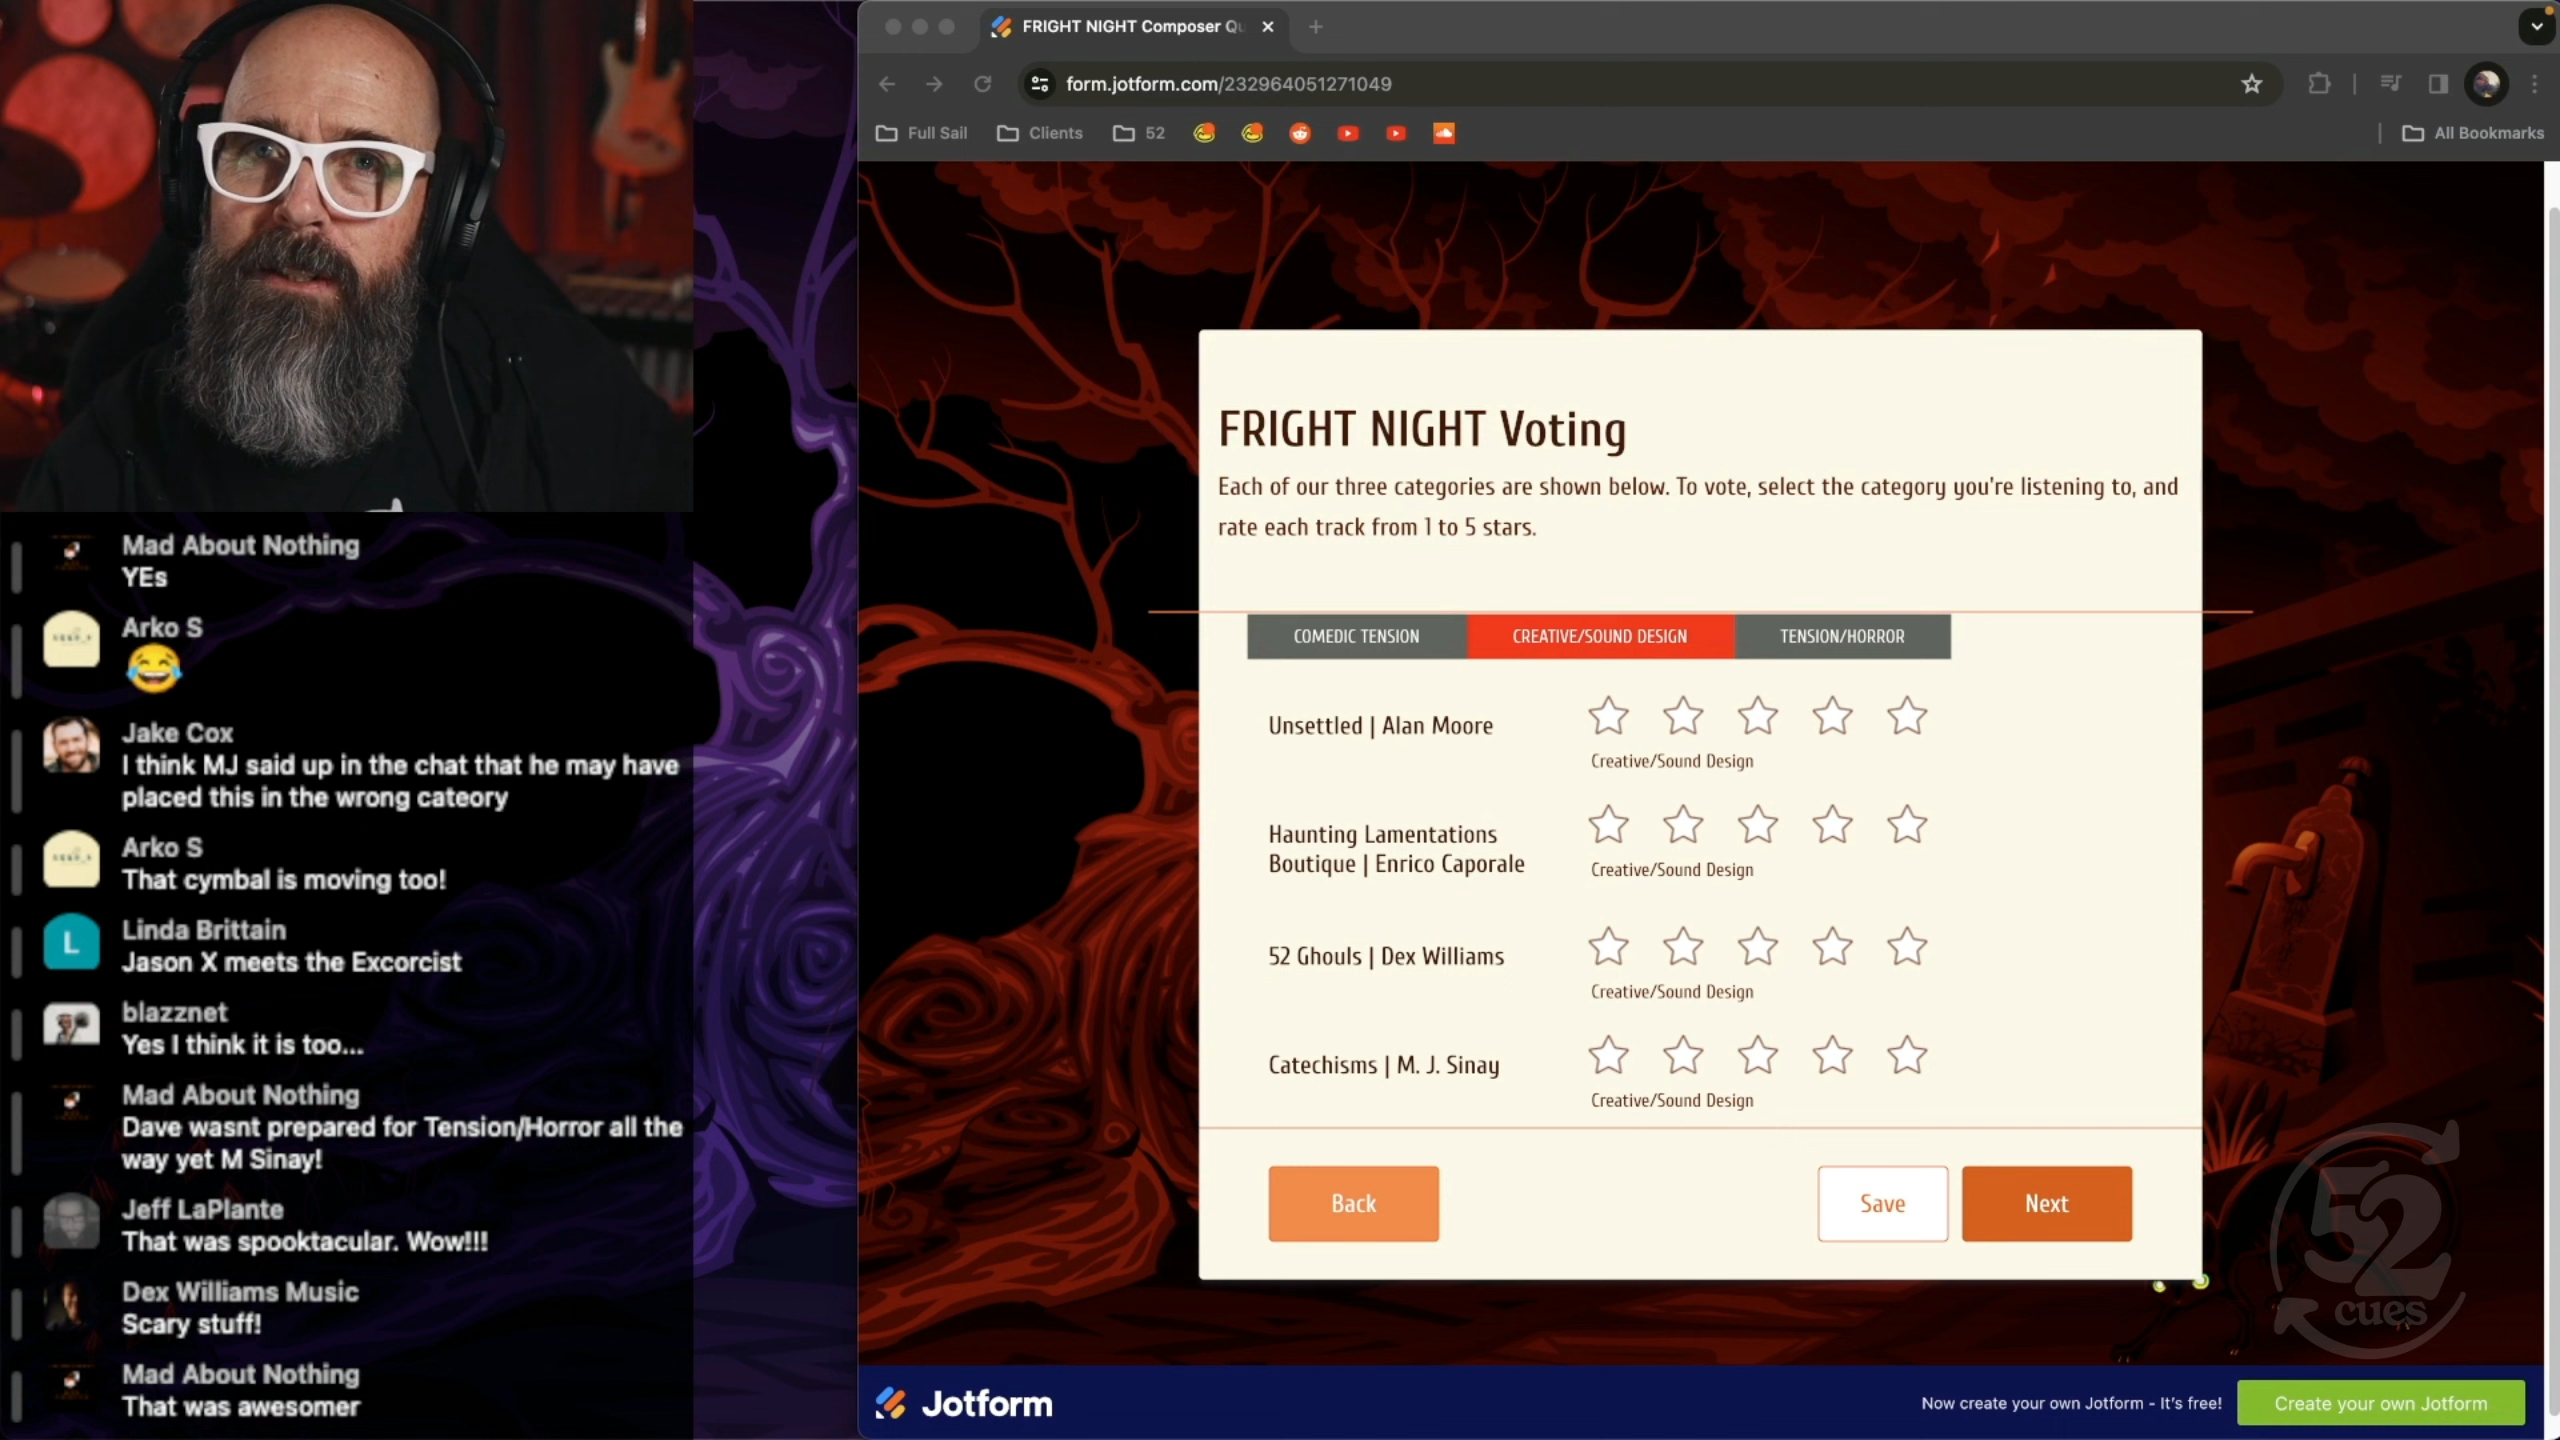 FRIGHT NIGHT Composer Qu
form.jotform.com/232964051271049
Full Sail
Clients
52
All Bookmarks
Mad About Nothing
YEs
Arko S
Jake Cox
I think MJ said up in the chat that he may have
placed this in the wrong cateory
Arko S
That cymbal is moving too!
L
Linda Brittain
Jason X meets the Excorcist
blazznet
Yes I think it is too...
Mad About Nothing
Dave wasnt prepared for Tension/Horror all the
way yet M Sinay!
Jeff LaPlante
That was spooktacular. Wow!!!
Dex Williams Music
Scary stuff!
Mad About Nothing
That was awesomer
FRIGHT NIGHT Voting
Each of our three categories are shown below. To vote, select the category you're listening to, and
rate each track from 1 to 5 stars.
COMEDIC TENSION
CREATIVE/SOUND DESIGN
TENSION/HORROR
Unsettled | Alan Moore
Creative/Sound Design
Haunting Lamentations
Boutique | Enrico Caporale
Creative/Sound Design
52 Ghouls | Dex Williams
Creative/Sound Design
Catechisms | M. J. Sinay
Creative/Sound Design
Back
Save
Next
52
cues
Jotform
Now create your own Jotform - It's free!
Create your own Jotform